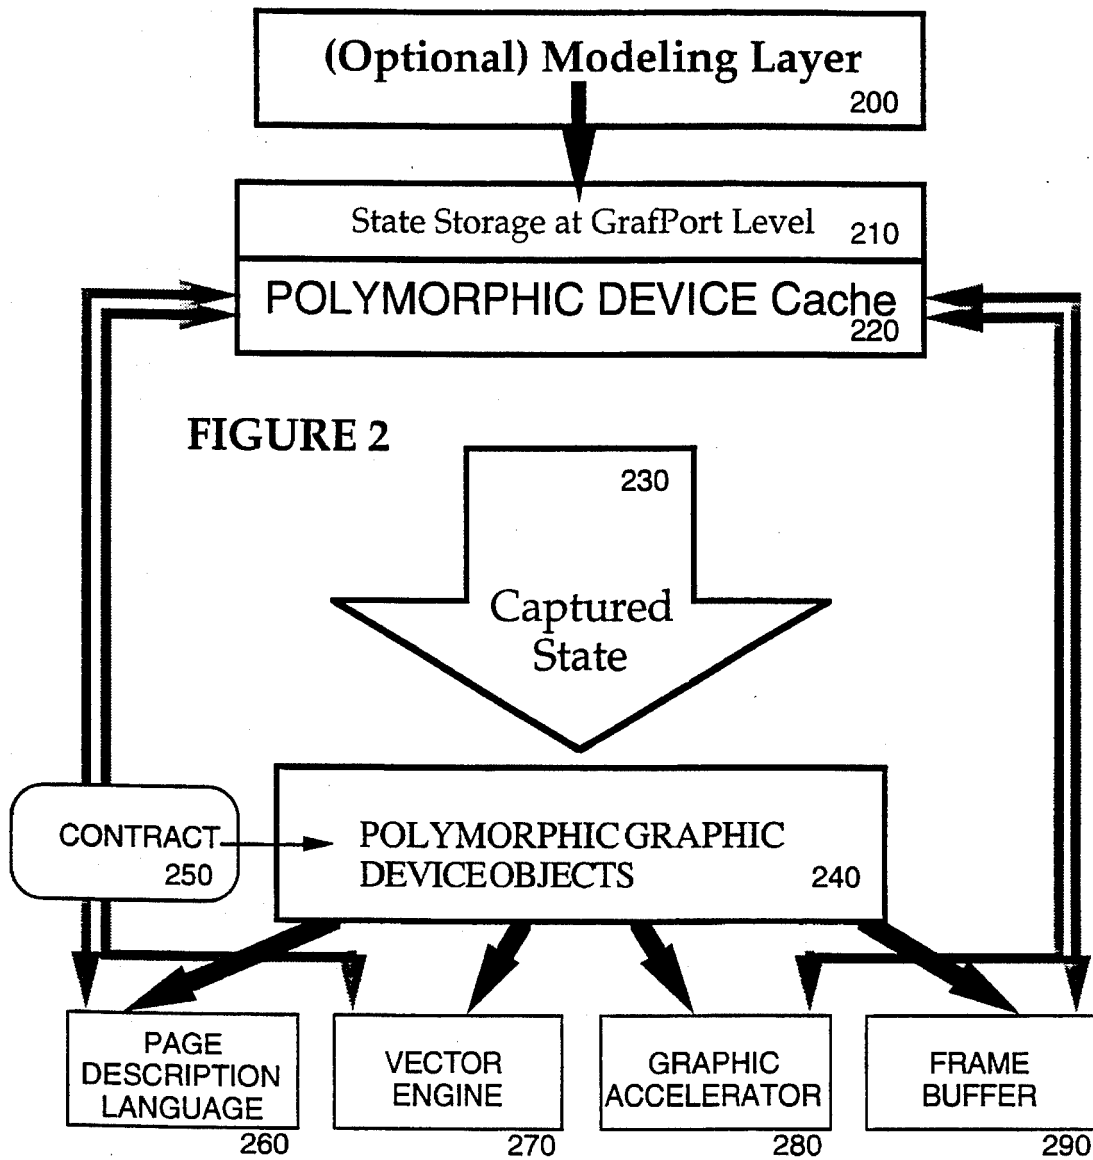 (Optional) Modeling Layer
200
State Storage at GrafPort Level
210
POLYMORPHIC DEVICE Cache
220
FIGURE 2
230
Captured
State
CONTRACT
250
POLYMORPHIC GRAPHIC
DEVICE OBJECTS
240
PAGE
DESCRIPTION
LANGUAGE
260
VECTOR
ENGINE
270
GRAPHIC
ACCELERATOR
280
FRAME
BUFFER
290